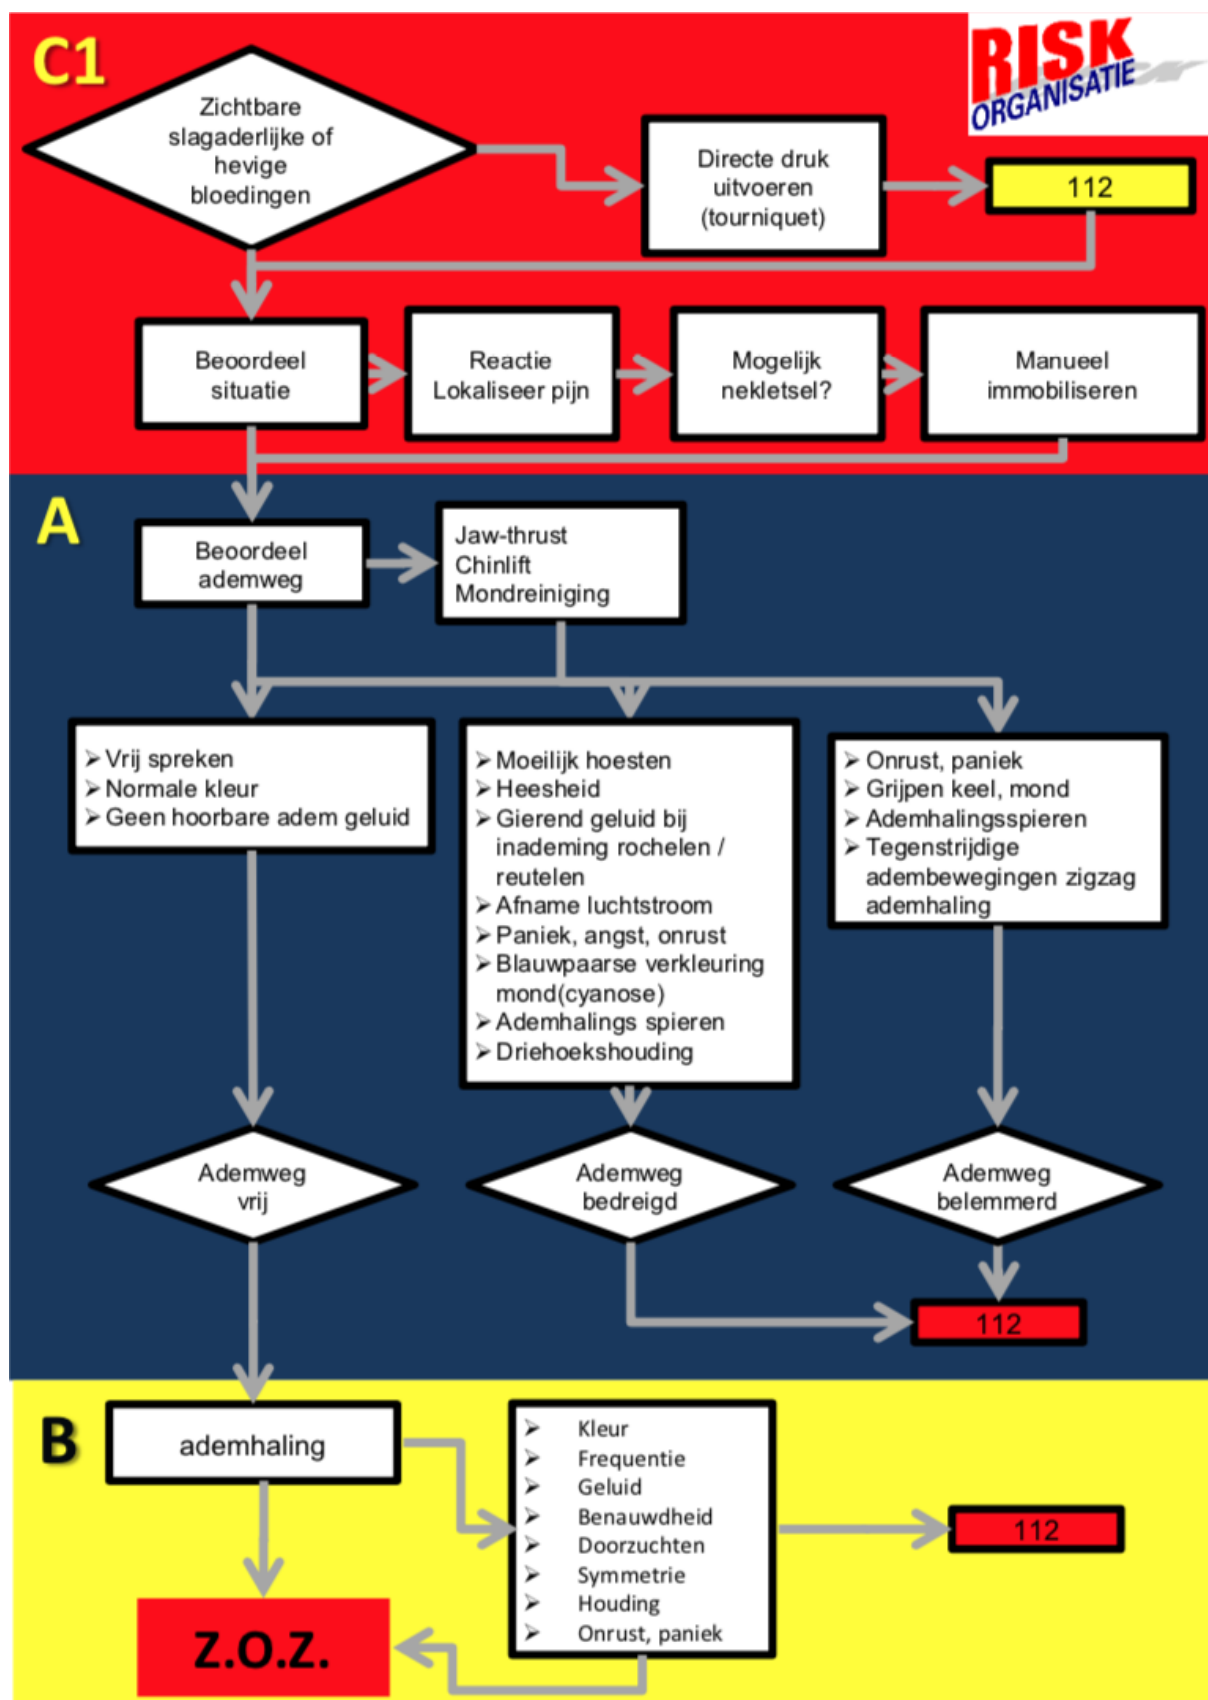 C1
RISK
ORGANISATIE
Zichtbare
slagaderlijke of
hevige
bloedingen
Directe druk
uitvoeren
(tourniquet)
112
Beoordeel
situatie
Reactie
Lokaliseer pijn
Mogelijk
nekletsel?
Manueel
immobiliseren
A
Beoordeel
ademweg
Jaw-thrust
Chinlift
Mondreiniging
➢ Vrij spreken
➢ Normale kleur
➢ Geen hoorbare adem geluid
➢ Moeilijk hoesten
➢ Heesheid
➢ Gierend geluid bij
inademing rochelen /
reutelen
➢ Afname luchtstroom
➢ Paniek, angst, onrust
➢ Blauwpaarse verkleuring
mond(cyanose)
➢ Ademhalings spieren
➢ Driehoekshouding
➢ Onrust, paniek
➢ Grijpen keel, mond
➢ Ademhalingsspieren
➢ Tegenstrijdige
adembewegingen zigzag
ademhaling
Ademweg
vrij
Ademweg
bedreigd
Ademweg
belemmerd
112
B
ademhaling
➢ Kleur
➢ Frequentie
➢ Geluid
➢ Benauwdheid
➢ Doorzuchten
➢ Symmetrie
➢ Houding
➢ Onrust, paniek
112
Z.O.Z.